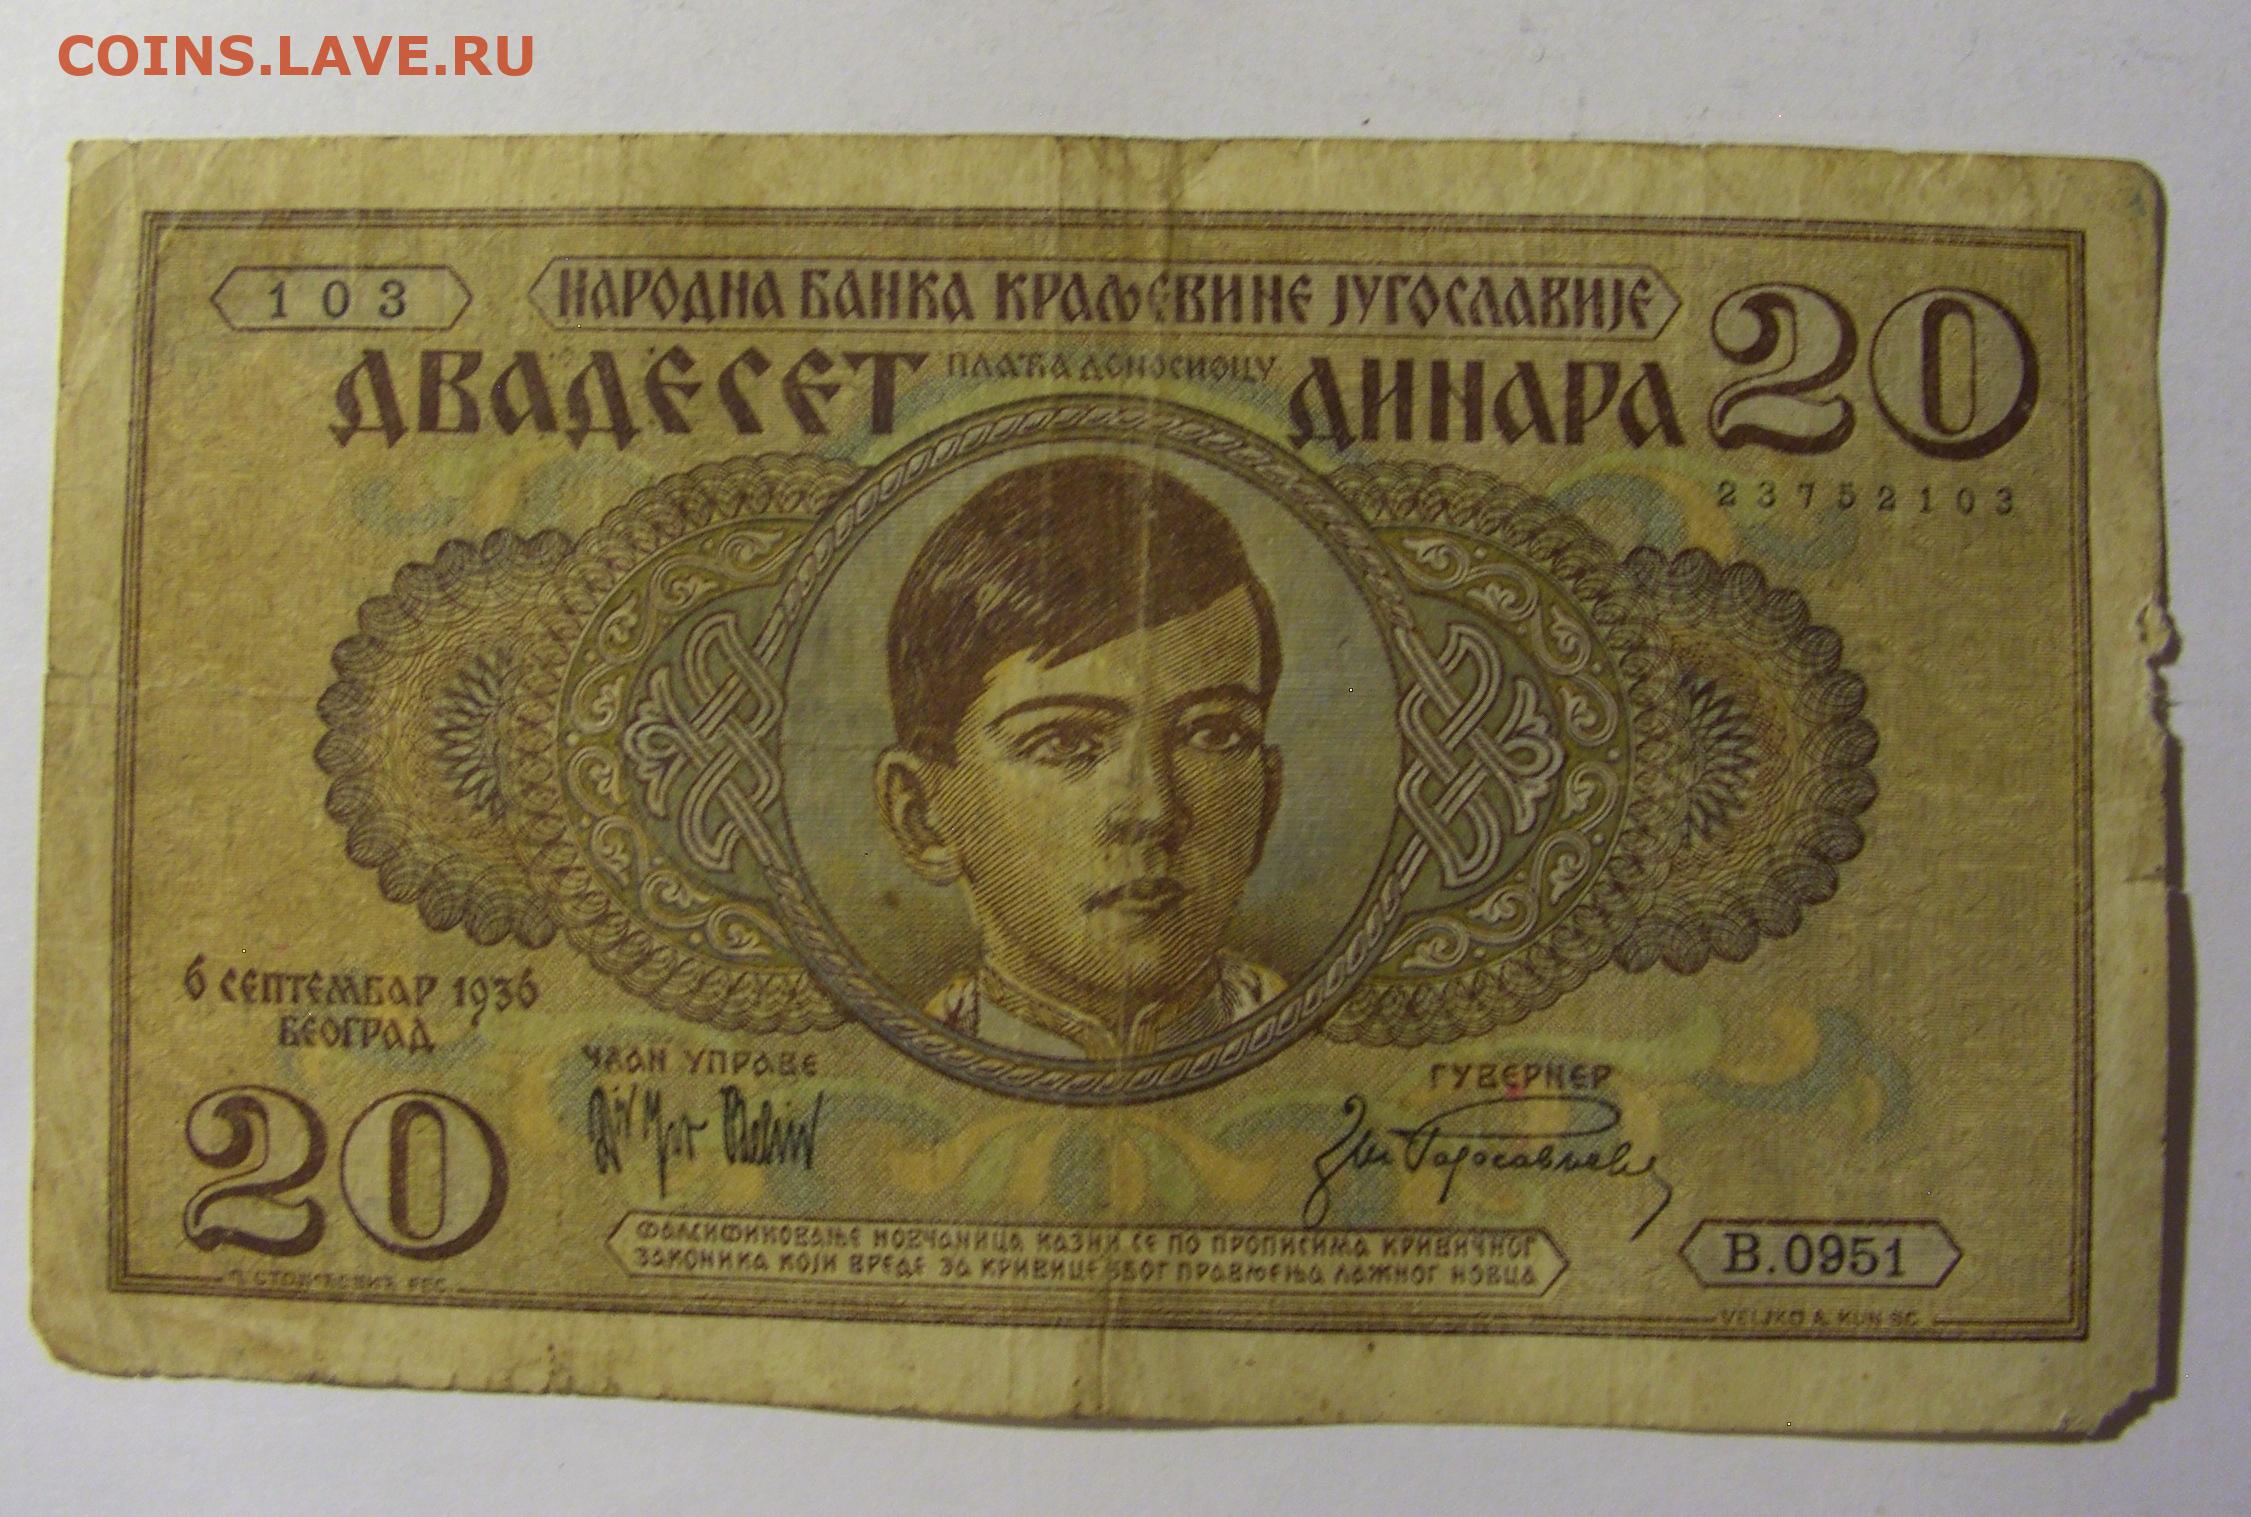 COINS.LAVE.RU
103
НАРОДНА БАНКА КРАЉЕВИНЕ ЈУГОСЛАВИЈЕ
ДВАДЕСЕТ ПЛАЋА ДОНОСИОЦУ ДИНАРА 20
23752103
6 СЕПТЕМБАР 1936
БЕОГРАД
ЧЛАН УПРАВЕ
ГУВЕРНЕР
20
ФАЛСИФИКОВАЊЕ НОВЧАНИЦА КАЗНИ СЕ ПО ПРОПИСИМА КРИВИЧНОГ
ЗАКОНИКА КОЈИ ВРЕДЕ ЗА КРИВИЦЕ ЗБОГ ПРАВЉЕЊА ЛАЖНОГ НОВЦА
B.0951
П. СТОЈИЋЕВИЋ FEC.
VELJKO A. KUN SC.